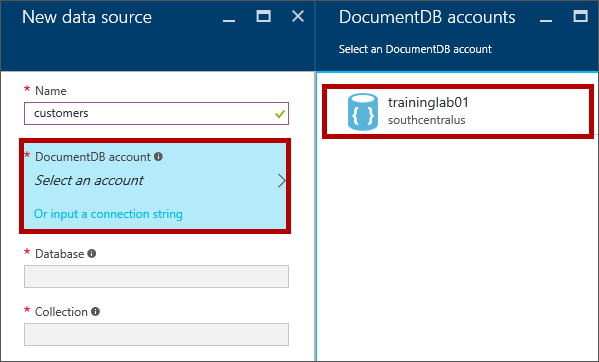 New data source
* Name
customers
* DocumentDB account
Select an account
Or input a connection string
* Database
* Collection
DocumentDB accounts
Select an DocumentDB account
traininglab01
southcentralus